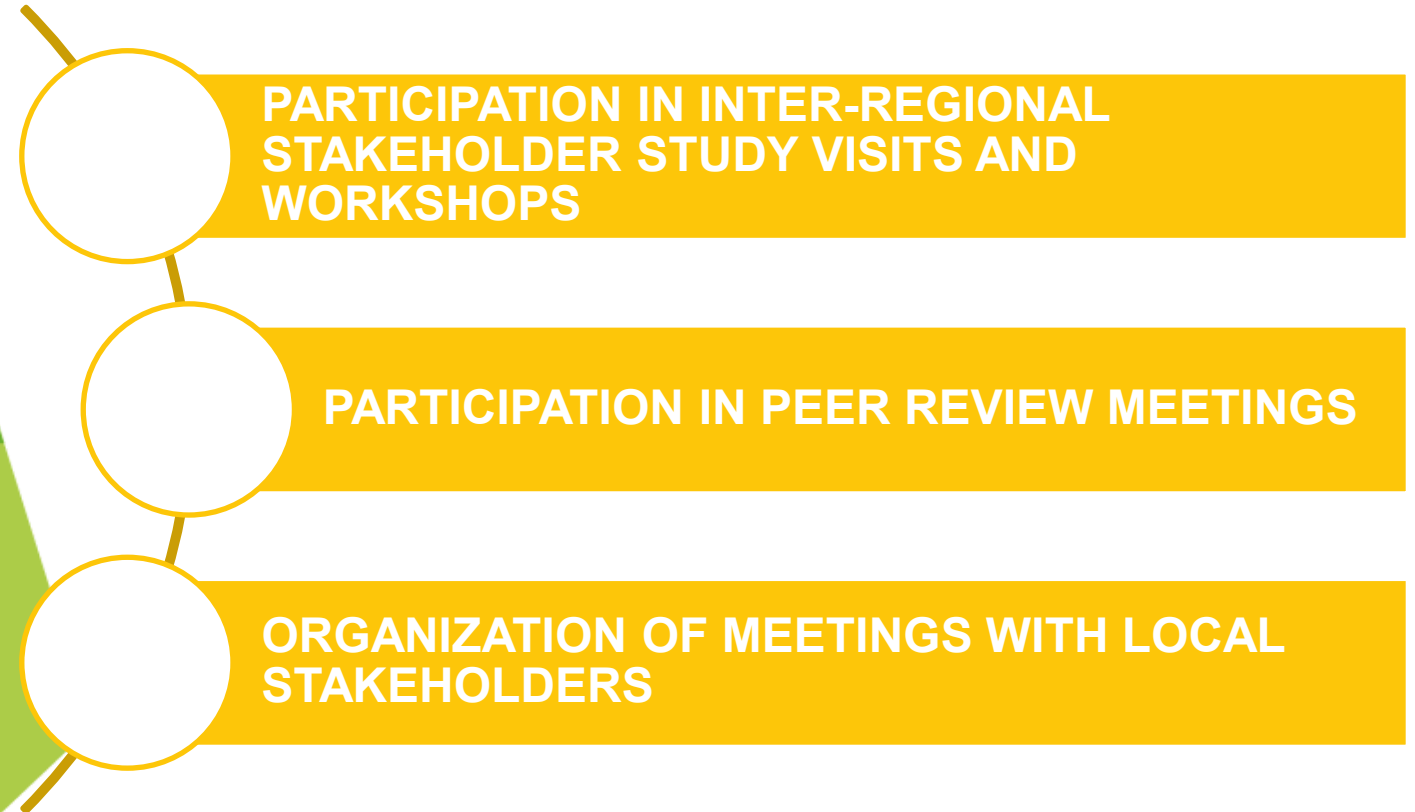 PARTICIPATION IN INTER-REGIONAL
STAKEHOLDER STUDY VISITS AND
WORKSHOPS
PARTICIPATION IN PEER REVIEW MEETINGS
ORGANIZATION OF MEETINGS WITH LOCAL
STAKEHOLDERS